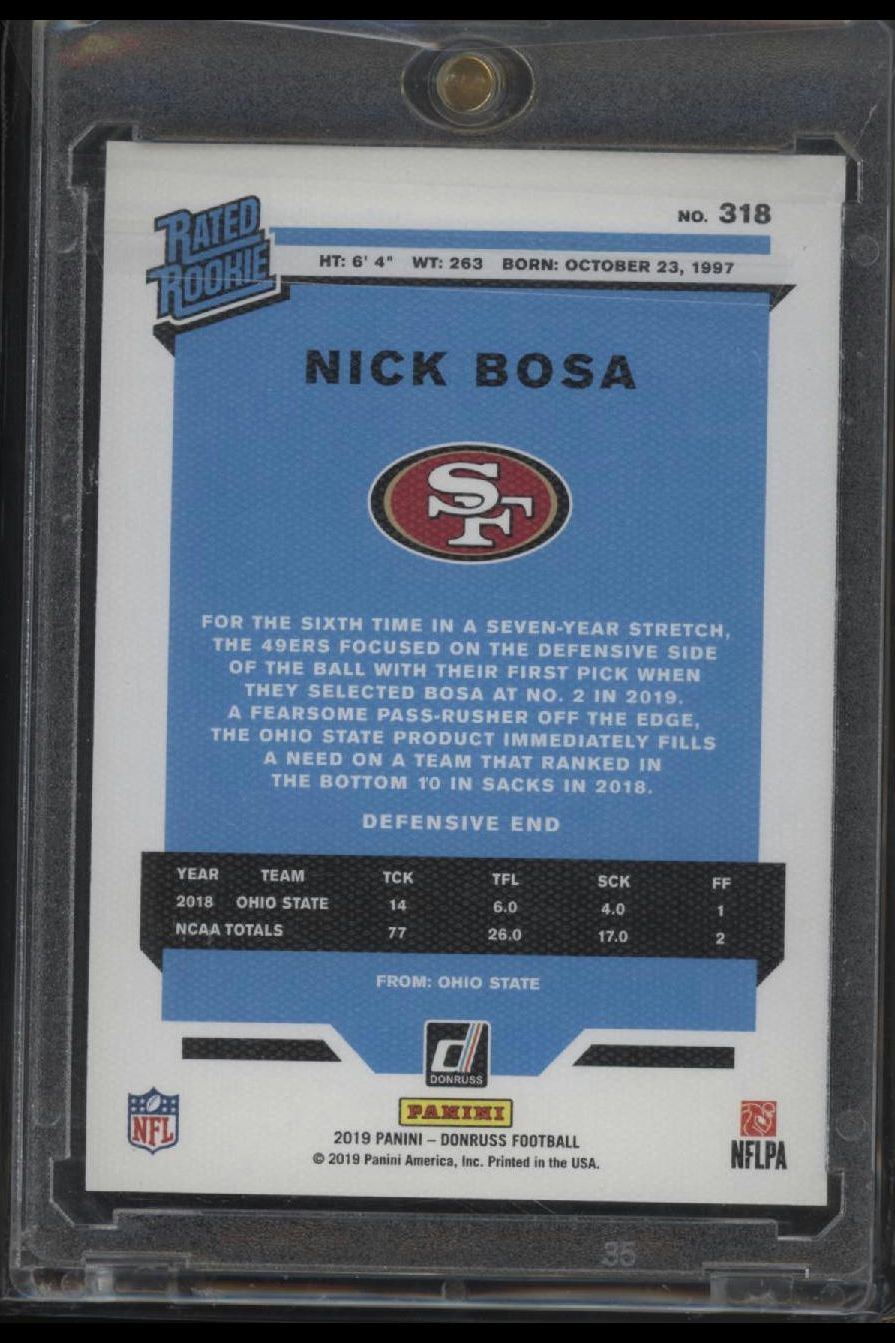 RATED
ROOKIE
NO. 318
HT: 6' 4" WT: 263 BORN: OCTOBER 23, 1997
NICK BOSA
SF
FOR THE SIXTH TIME IN A SEVEN-YEAR STRETCH,
THE 49ERS FOCUSED ON THE DEFENSIVE SIDE
OF THE BALL WITH THEIR FIRST PICK WHEN
THEY SELECTED BOSA AT NO. 2 IN 2019.
A FEARSOME PASS-RUSHER OFF THE EDGE,
THE OHIO STATE PRODUCT IMMEDIATELY FILLS
A NEED ON A TEAM THAT RANKED IN
THE BOTTOM 10 IN SACKS IN 2018.
DEFENSIVE END
YEAR TEAM TCK TFL SCK FF
2018 OHIO STATE 14 6.0 4.0 1
NCAA TOTALS 77 26.0 17.0 2
FROM: OHIO STATE
d
DONRUSS
PANINI
NFL
2019 PANINI – DONRUSS FOOTBALL
© 2019 Panini America, Inc. Printed in the USA.
NFLPA
35